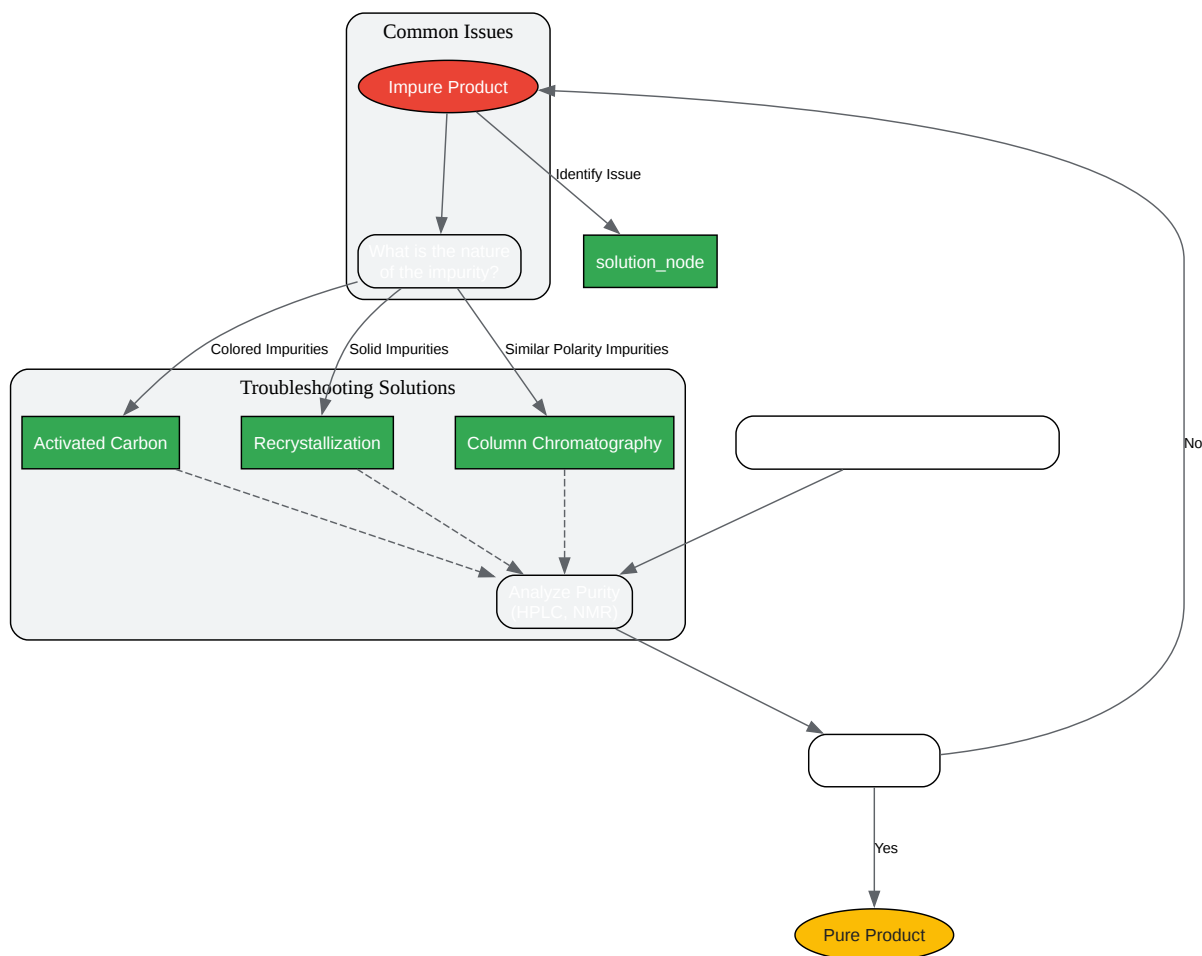 Common Issues
Impure Product
Identify Issue
What is the nature
of the impurity?
solution_node
Colored Impurities
Solid Impurities
Similar Polarity Impurities
Troubleshooting Solutions
Activated Carbon
Recrystallization
Column Chromatography
No
Analyze Purity
(HPLC, NMR)
Yes
Pure Product